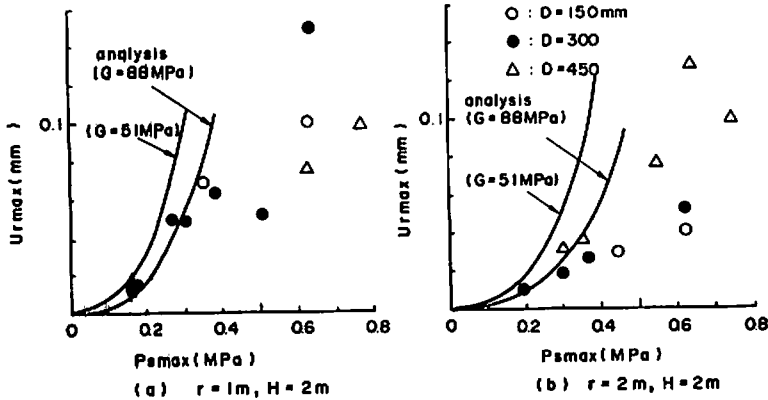 analysis
(G=88MPa)
(G=51MPa)
0.1
Urmax(mm)
0
0.2
0.4
0.6
0.8
Psmax(MPa)
(a) r=1m, H=2m
○ : D=150mm
● : D=300
△ : D=450
analysis
(G=88MPa)
(G=51MPa)
0.1
Urmax(mm)
0
0.2
0.4
0.6
0.8
Psmax(MPa)
(b) r=2m, H=2m